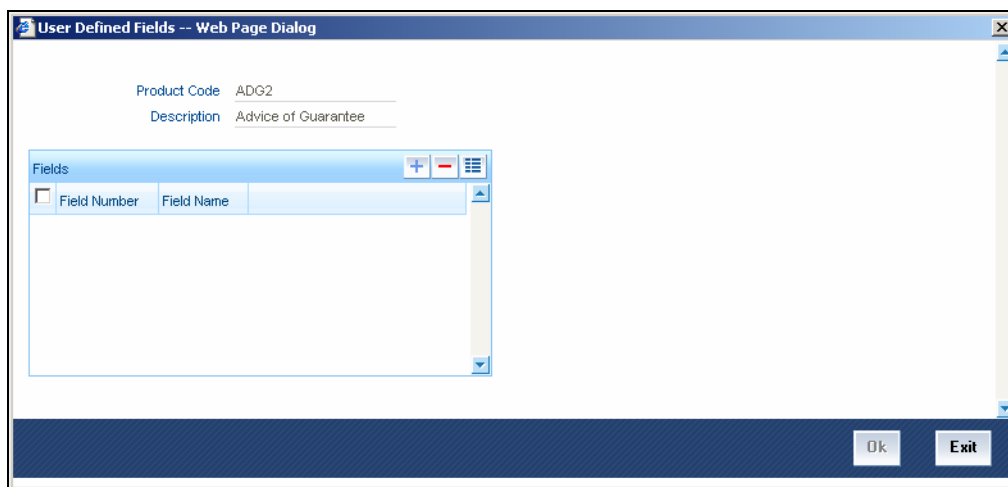 User Defined Fields -- Web Page Dialog
Product Code ADG2
Description Advice of Guarantee
Fields
Field Number Field Name
Ok Exit